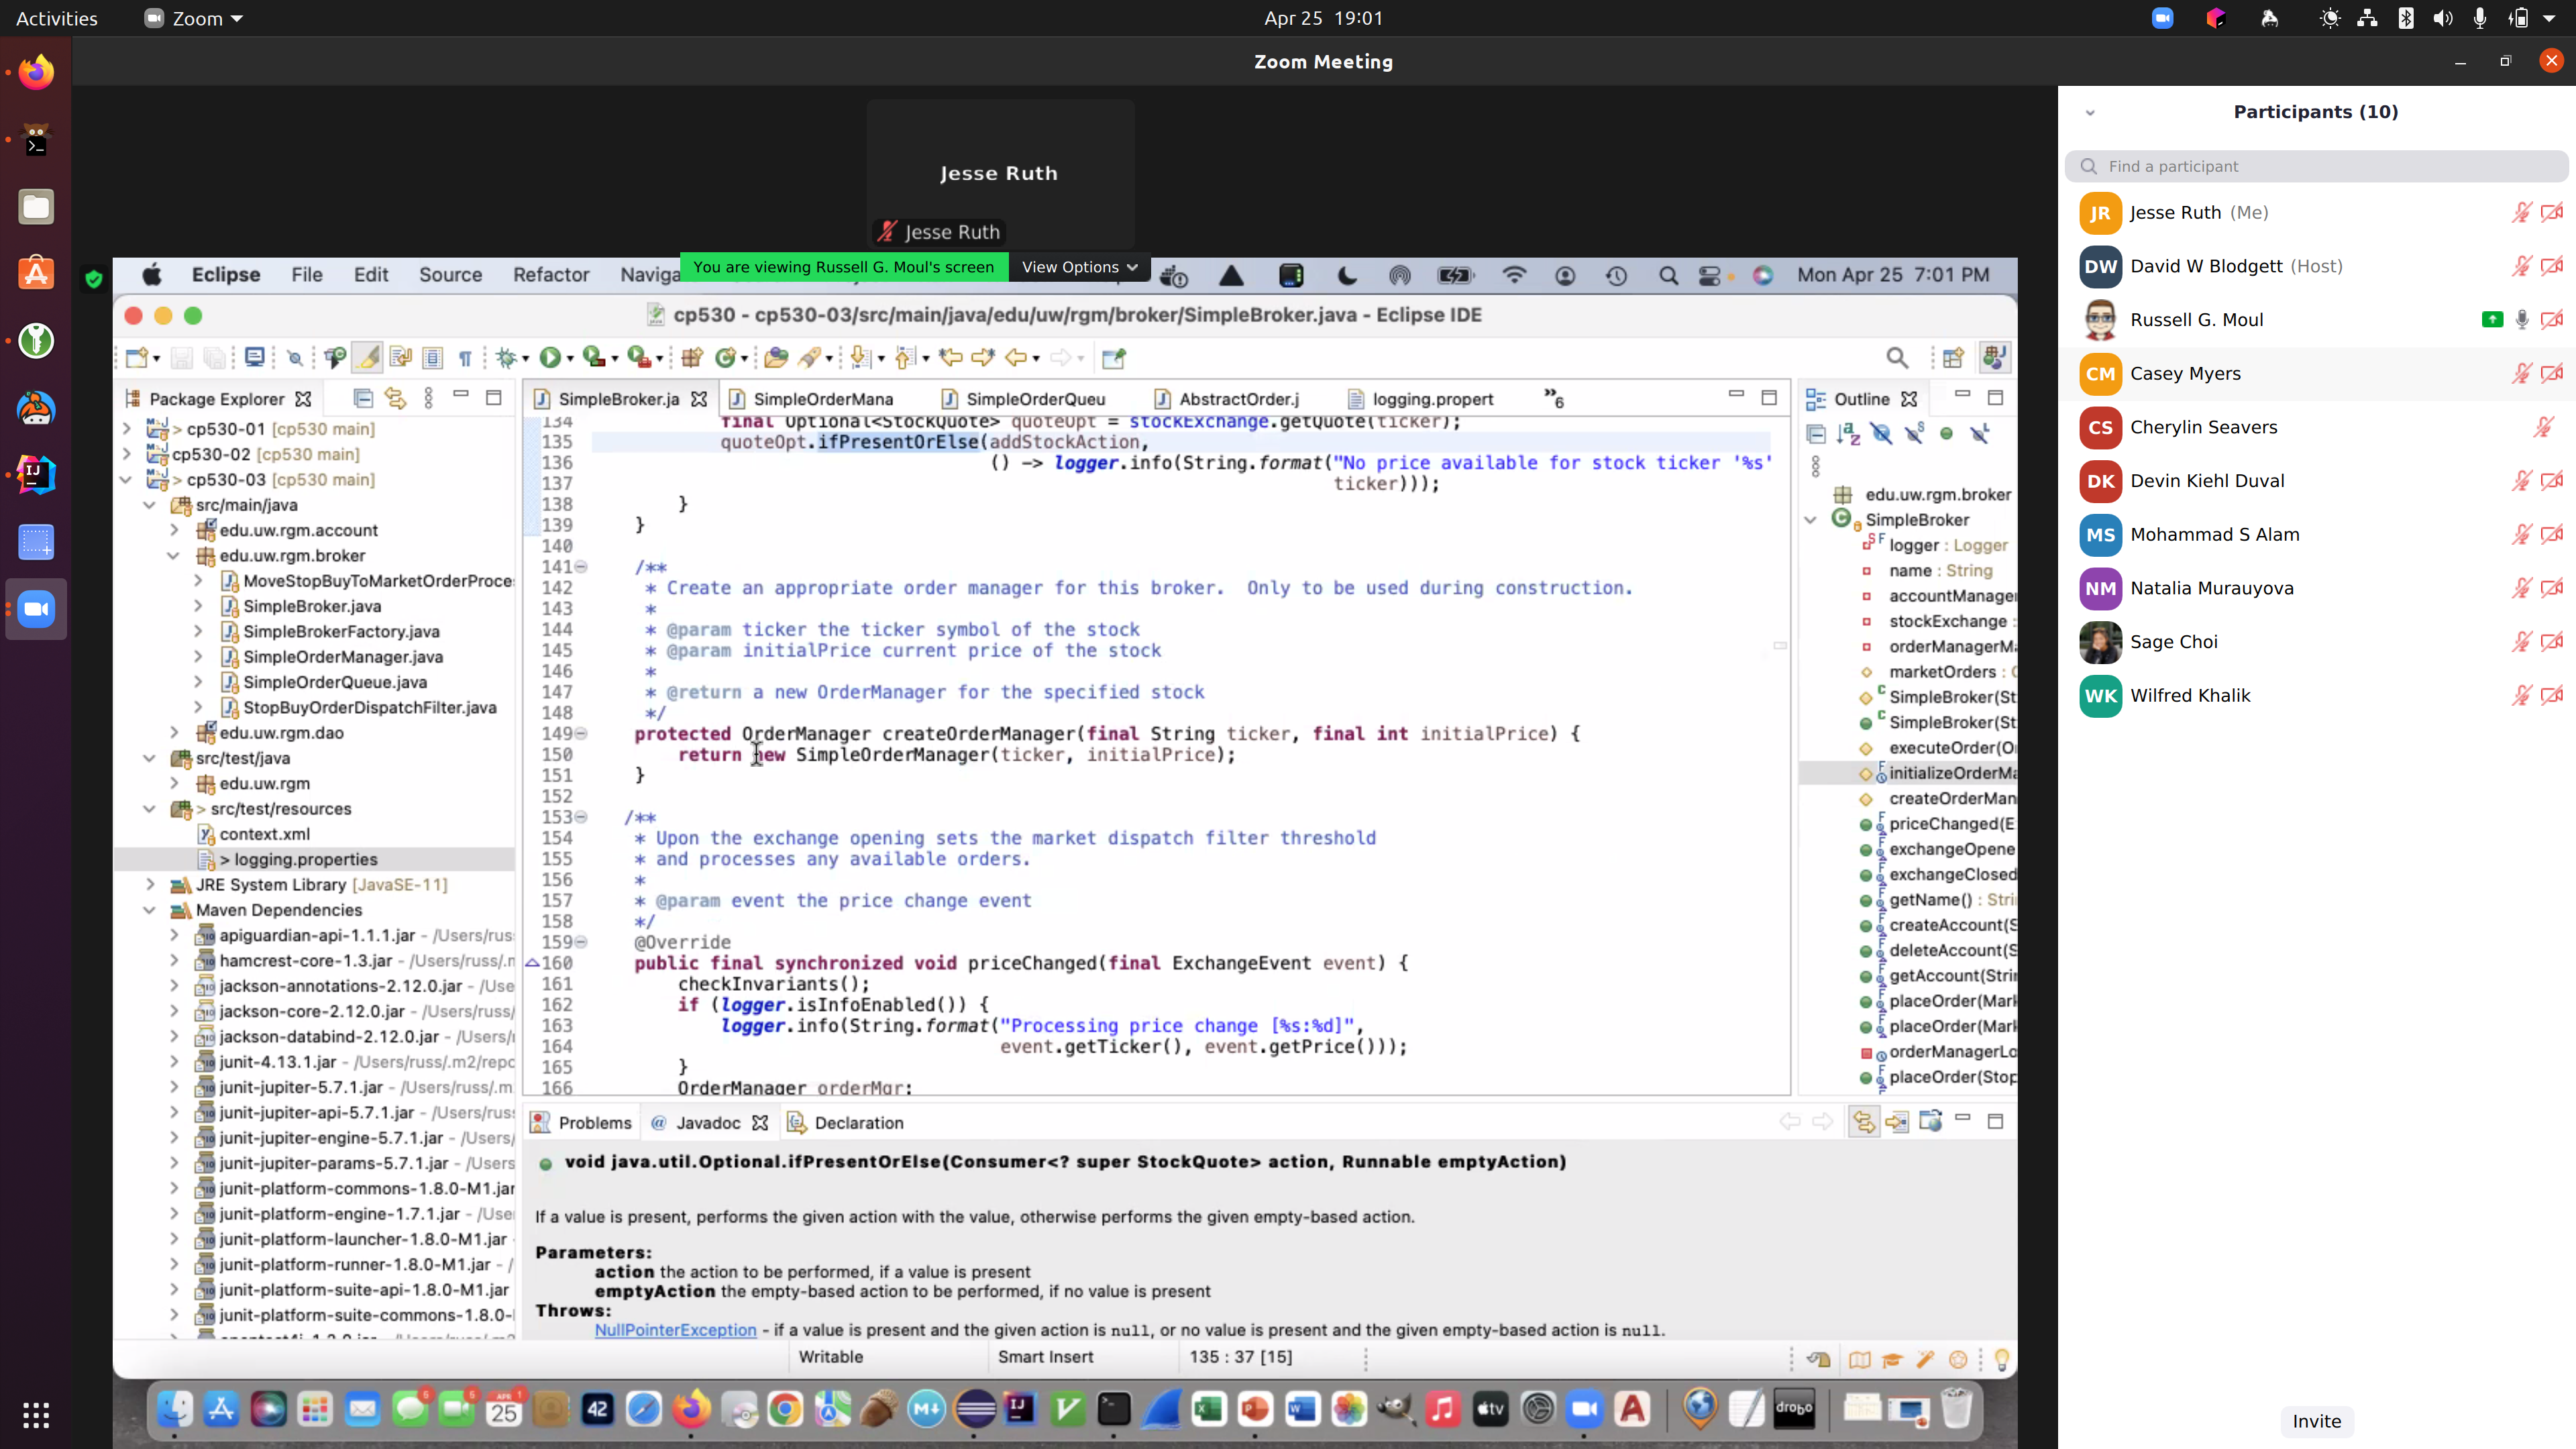 Activities
Zoom
Apr 25 19:01
Zoom Meeting
Jesse Ruth
Jesse Ruth
You are viewing Russell G. Moul's screen
View Options
Eclipse File Edit Source Refactor
Mon Apr 25 7:01 PM
cp530 - cp530-03/src/main/java/edu/uw/rgm/broker/SimpleBroker.java - Eclipse IDE
Package Explorer
> cp530-01 [cp530 main]
cp530-02 [cp530 main]
> cp530-03 [cp530 main]
src/main/java
edu.uw.rgm.account
edu.uw.rgm.broker
MoveStopBuyToMarketOrderProce
SimpleBroker.java
SimpleBrokerFactory.java
SimpleOrderManager.java
SimpleOrderQueue.java
StopBuyOrderDispatchFilter.java
edu.uw.rgm.dao
src/test/java
edu.uw.rgm
> src/test/resources
context.xml
> logging.properties
JRE System Library [JavaSE-11]
Maven Dependencies
apiguardian-api-1.1.1.jar - /Users/rus
hamcrest-core-1.3.jar - /Users/russ/.n
jackson-annotations-2.12.0.jar - /Use
jackson-core-2.12.0.jar - /Users/russ/
jackson-databind-2.12.0.jar - /Users/
junit-4.13.1.jar - /Users/russ/.m2/repo
junit-jupiter-5.7.1.jar - /Users/russ/.m
junit-jupiter-api-5.7.1.jar - /Users/rus
junit-jupiter-engine-5.7.1.jar - /Users/
junit-jupiter-params-5.7.1.jar - /Users
junit-platform-commons-1.8.0-M1.jar
junit-platform-engine-1.7.1.jar - /Use
junit-platform-launcher-1.8.0-M1.jar
junit-platform-runner-1.8.0-M1.jar - /
junit-platform-suite-api-1.8.0-M1.jar
junit-platform-suite-commons-1.8.0-
SimpleBroker.ja
SimpleOrderMana
SimpleOrderQueu
AbstractOrder.j
logging.propert
»6
134 final Optional<StockQuote> quoteOpt = stockExchange.getQuote(ticker);
135 quoteOpt.ifPresentOrElse(addStockAction,
136 () -> logger.info(String.format("No price available for stock ticker '%s'
137 ticker)));
138 }
139 }
140
141 /**
142 * Create an appropriate order manager for this broker.  Only to be used during construction.
143 *
144 * @param ticker the ticker symbol of the stock
145 * @param initialPrice current price of the stock
146 *
147 * @return a new OrderManager for the specified stock
148 */
149 protected OrderManager createOrderManager(final String ticker, final int initialPrice) {
150 return new SimpleOrderManager(ticker, initialPrice);
151 }
152
153 /**
154 * Upon the exchange opening sets the market dispatch filter threshold
155 * and processes any available orders.
156 *
157 * @param event the price change event
158 */
159 @Override
160 public final synchronized void priceChanged(final ExchangeEvent event) {
161 checkInvariants();
162 if (logger.isInfoEnabled()) {
163 logger.info(String.format("Processing price change [%s:%d]",
164 event.getTicker(), event.getPrice()));
165 }
166 OrderManager orderMgr;
Outline
edu.uw.rgm.broker
SimpleBroker
logger : Logger
name : String
accountManager
stockExchange :
orderManagerM
marketOrders :
SimpleBroker(St
SimpleBroker(St
executeOrder(O
initializeOrderMa
createOrderMan
priceChanged(E
exchangeOpene
exchangeClosed
getName() : Stri
createAccount(S
deleteAccount(S
getAccount(Strin
placeOrder(Mark
placeOrder(Mark
orderManagerLo
placeOrder(Stop
Problems
@ Javadoc
Declaration
void java.util.Optional.ifPresentOrElse(Consumer<? super StockQuote> action, Runnable emptyAction)
If a value is present, performs the given action with the value, otherwise performs the given empty-based action.
Parameters:
action the action to be performed, if a value is present
emptyAction the empty-based action to be performed, if no value is present
Throws:
NullPointerException - if a value is present and the given action is null, or no value is present and the given empty-based action is null.
Writable
Smart Insert
135 : 37 [15]
Participants (10)
Find a participant
JR Jesse Ruth (Me)
DW David W Blodgett (Host)
Russell G. Moul
CM Casey Myers
CS Cherylin Seavers
DK Devin Kiehl Duval
MS Mohammad S Alam
NM Natalia Murauyova
Sage Choi
WK Wilfred Khalik
Invite
25
42
tv
drobo